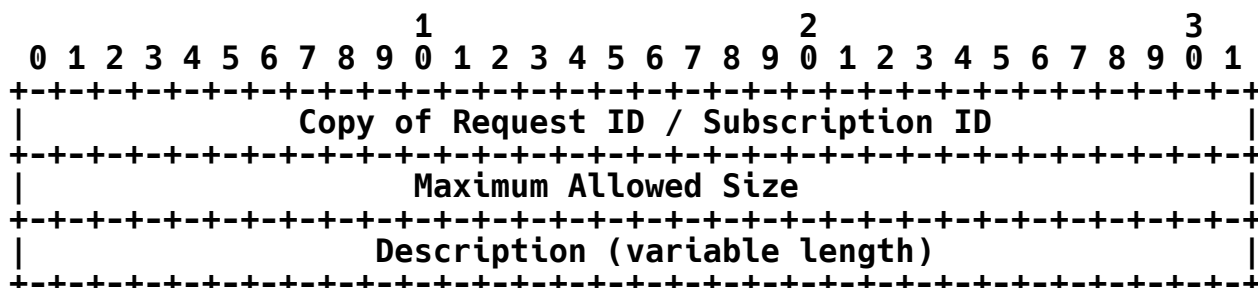 1                   2                   3
 0 1 2 3 4 5 6 7 8 9 0 1 2 3 4 5 6 7 8 9 0 1 2 3 4 5 6 7 8 9 0 1
+-+-+-+-+-+-+-+-+-+-+-+-+-+-+-+-+-+-+-+-+-+-+-+-+-+-+-+-+-+-+-+-+
|              Copy of Request ID / Subscription ID             |
+-+-+-+-+-+-+-+-+-+-+-+-+-+-+-+-+-+-+-+-+-+-+-+-+-+-+-+-+-+-+-+-+
|                    Maximum Allowed Size                       |
+-+-+-+-+-+-+-+-+-+-+-+-+-+-+-+-+-+-+-+-+-+-+-+-+-+-+-+-+-+-+-+-+
|                  Description (variable length)                |
+-+-+-+-+-+-+-+-+-+-+-+-+-+-+-+-+-+-+-+-+-+-+-+-+-+-+-+-+-+-+-+-+